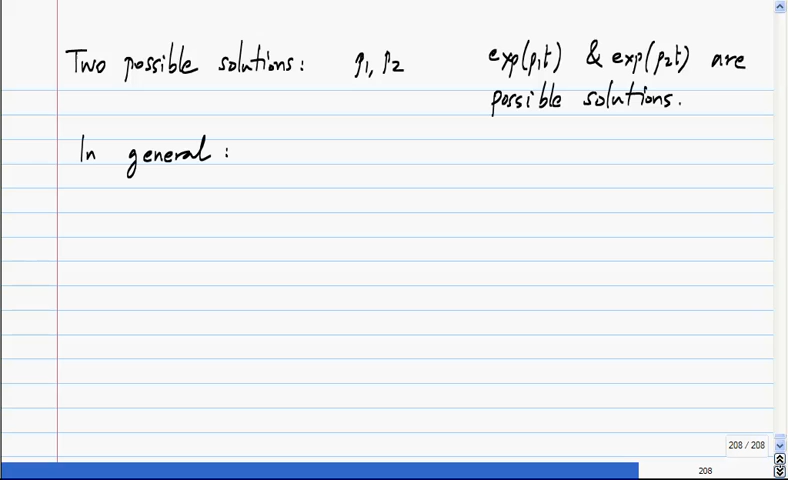 Two possible solutions: p1, p2 exp(p1t) & exp(p2t) are
possible solutions.
In general:
208 / 208
208